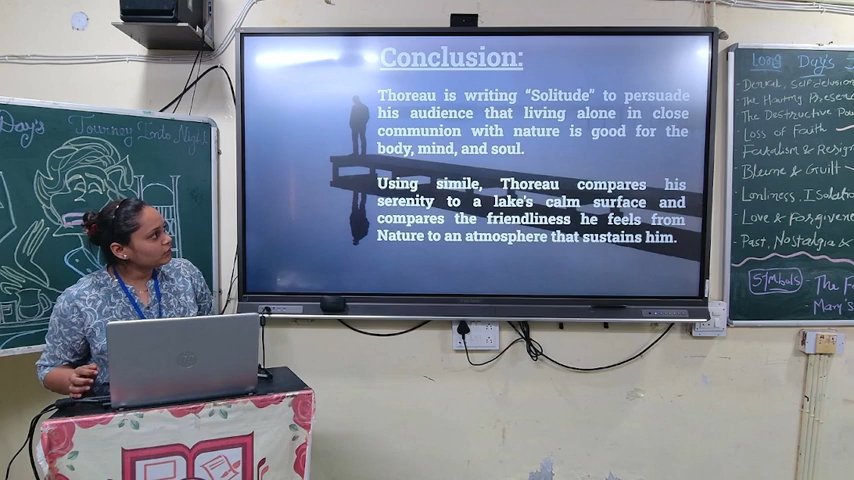 Day's Journey Into Night
Conclusion:
Thoreau is writing “Solitude” to persuade
his audience that living alone in close
communion with nature is good for the
body, mind, and soul.
Using simile, Thoreau compares his
serenity to a lake's calm surface and
compares the friendliness he feels from
Nature to an atmosphere that sustains him.
Long Day's
- Denial, Self delusion
- The Haunting Presence
- The Destructive
- Loss of Faith
- Fatalism & Resign
- Blame & Guilt
- Lonliness, Isolatio
- Love & Forgivene
- Past, Nostalgia &
Symbols - The F
- Mary's